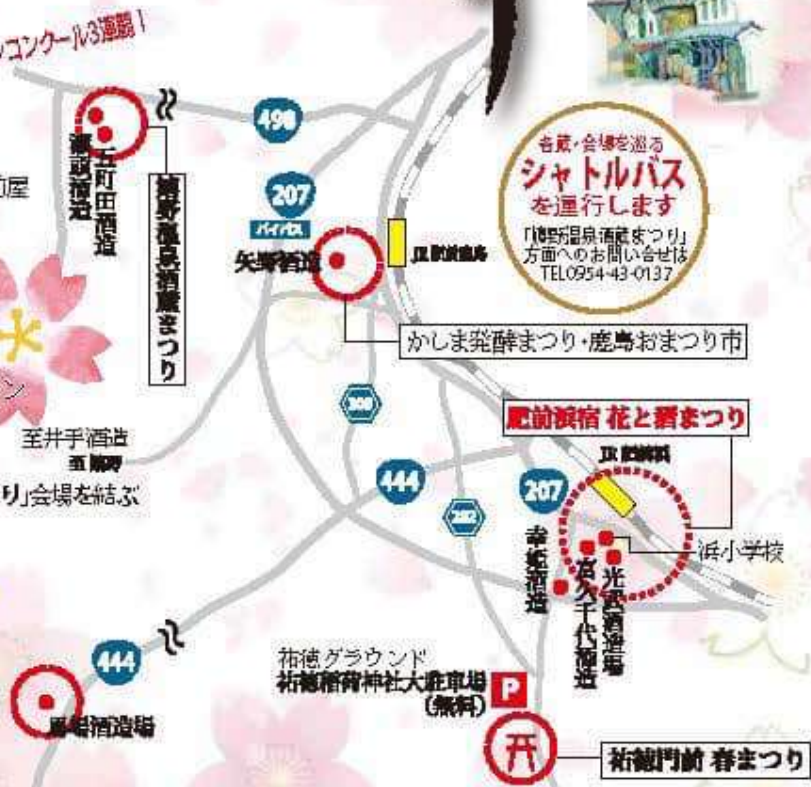 コンクール3連覇！
498
207
バイパス
五町田酒造
嬉野温泉酒蔵まつり
矢野酒造
各蔵・会場を巡る
シャトルバス
を運行します
「嬉野温泉酒蔵まつり」
方面へのお問い合せは
TEL0954-43-0137
かしま発酵まつり・鹿島おまつり市
肥前浜宿 花と酒まつり
JR肥前浜
至井手酒造
り」会場を結ぶ
444
207
幸姫酒造
富久千代酒造
光武酒造場
浜小学校
444
馬場酒造場
祐徳グラウンド
祐徳稲荷神社大駐車場
(無料)
P
祐徳門前 春まつり